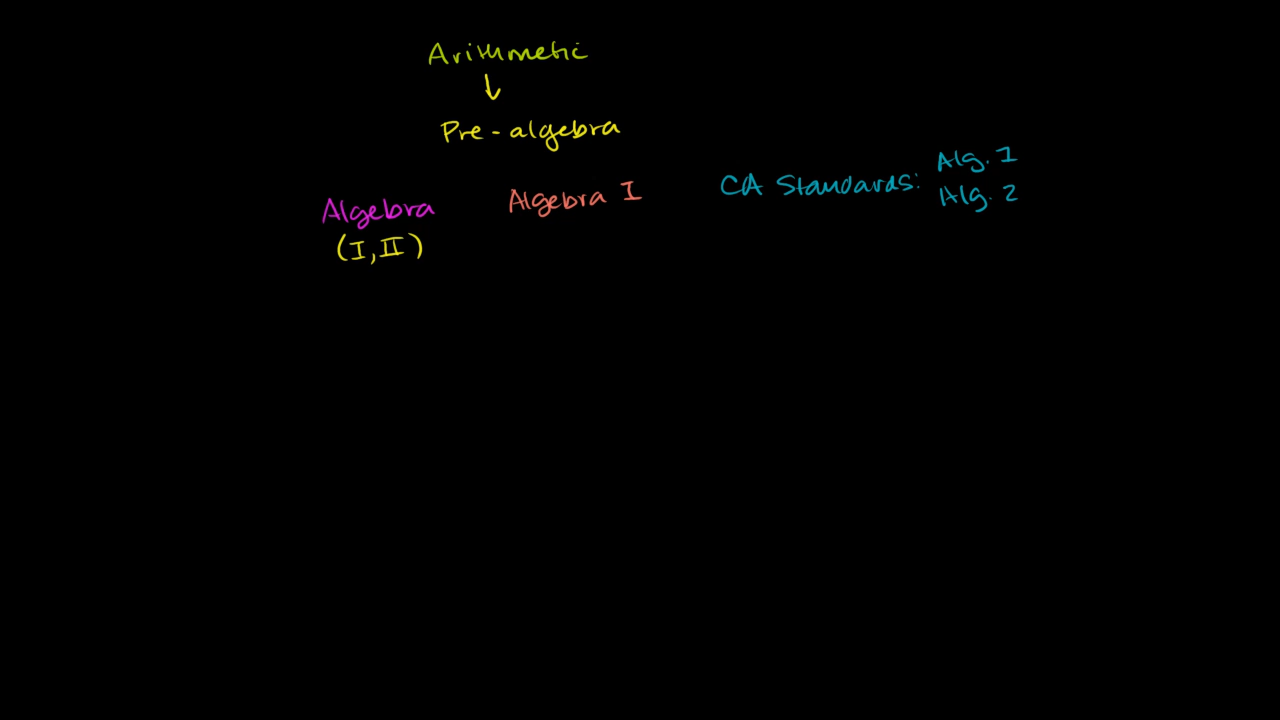 Arithmetic
↓
Pre-algebra
Algebra
(I, II)
Algebra I
CA Standards:
Alg. 1
Alg. 2